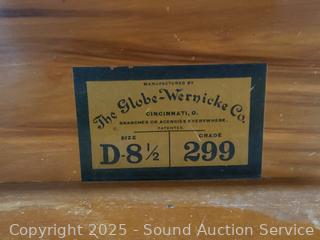 MANUFACTURED BY
The Globe-Wernicke Co.
CINCINNATI, O.
BRANCHES OR AGENCIES EVERYWHERE.
PATENTED
SIZE GRADE
D-8½ 299
Copyright 2025 - Sound Auction Service